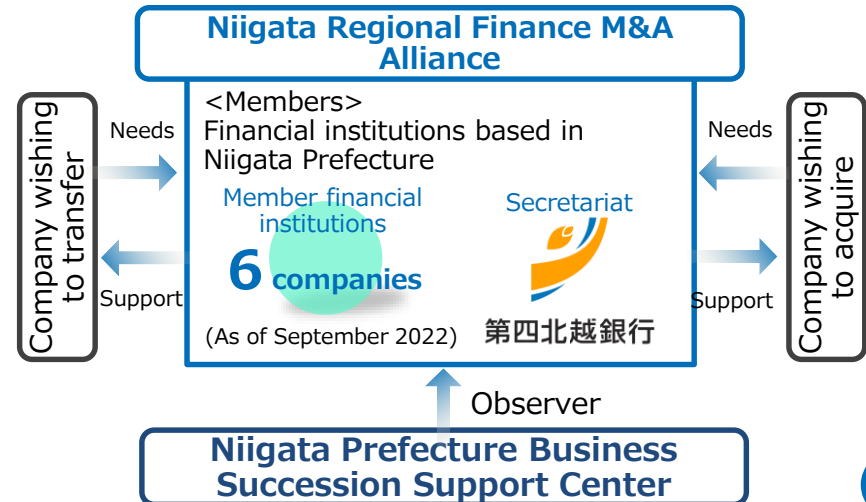 Niigata Regional Finance M&A
Alliance
<Members>
Financial institutions based in
Niigata Prefecture
Member financial
institutions
6 companies
(As of September 2022)
Secretariat
第四北越銀行
Company wishing
to transfer
Needs
Support
Needs
Support
Company wishing
to acquire
Observer
Niigata Prefecture Business
Succession Support Center